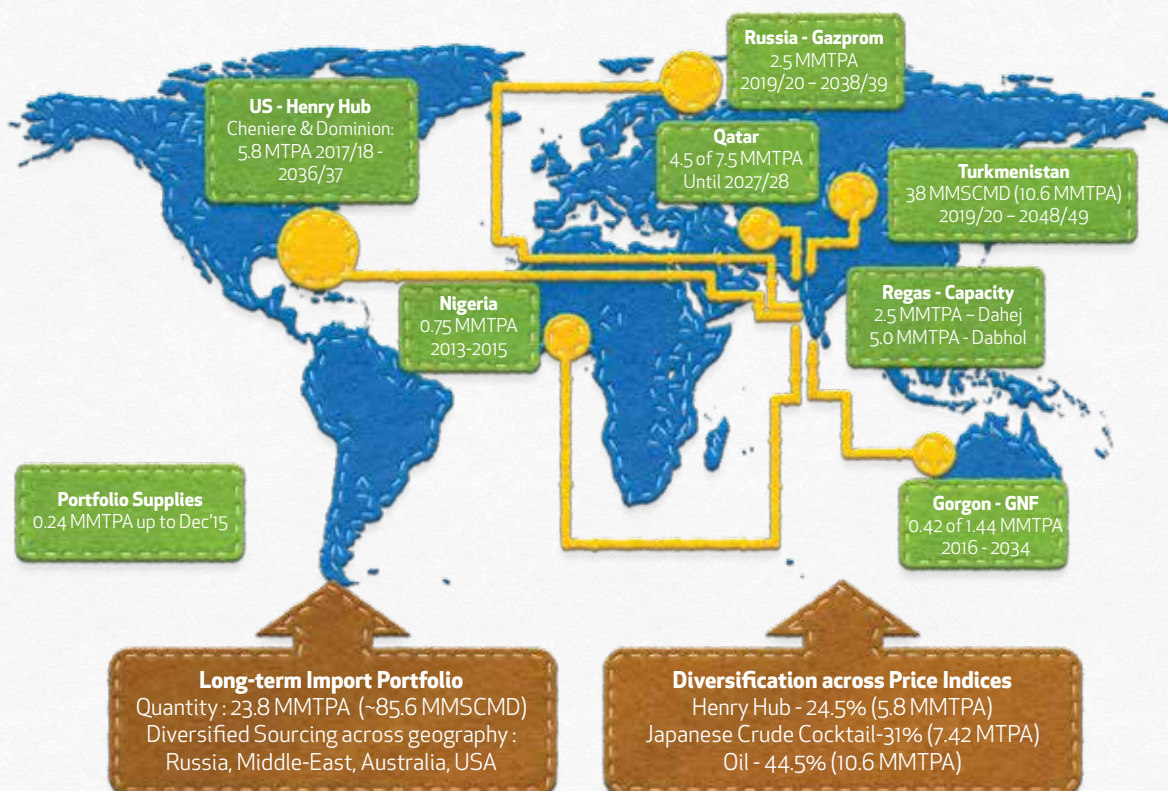 Russia - Gazprom
2.5 MMTPA
2019/20 – 2038/39
US - Henry Hub
Cheniere & Dominion:
5.8 MTPA 2017/18 -
2036/37
Qatar
4.5 of 7.5 MMTPA
Until 2027/28
Turkmenistan
38 MMSCMD (10.6 MMTPA)
2019/20 – 2048/49
Nigeria
0.75 MMTPA
2013-2015
Regas - Capacity
2.5 MMTPA – Dahej
5.0 MMTPA - Dabhol
Portfolio Supplies
0.24 MMTPA up to Dec'15
Gorgon - GNF
0.42 of 1.44 MMTPA
2016 - 2034
Long-term Import Portfolio
Quantity : 23.8 MMTPA (~85.6 MMSCMD)
Diversified Sourcing across geography :
Russia, Middle-East, Australia, USA
Diversification across Price Indices
Henry Hub - 24.5% (5.8 MMTPA)
Japanese Crude Cocktail-31% (7.42 MTPA)
Oil - 44.5% (10.6 MMTPA)